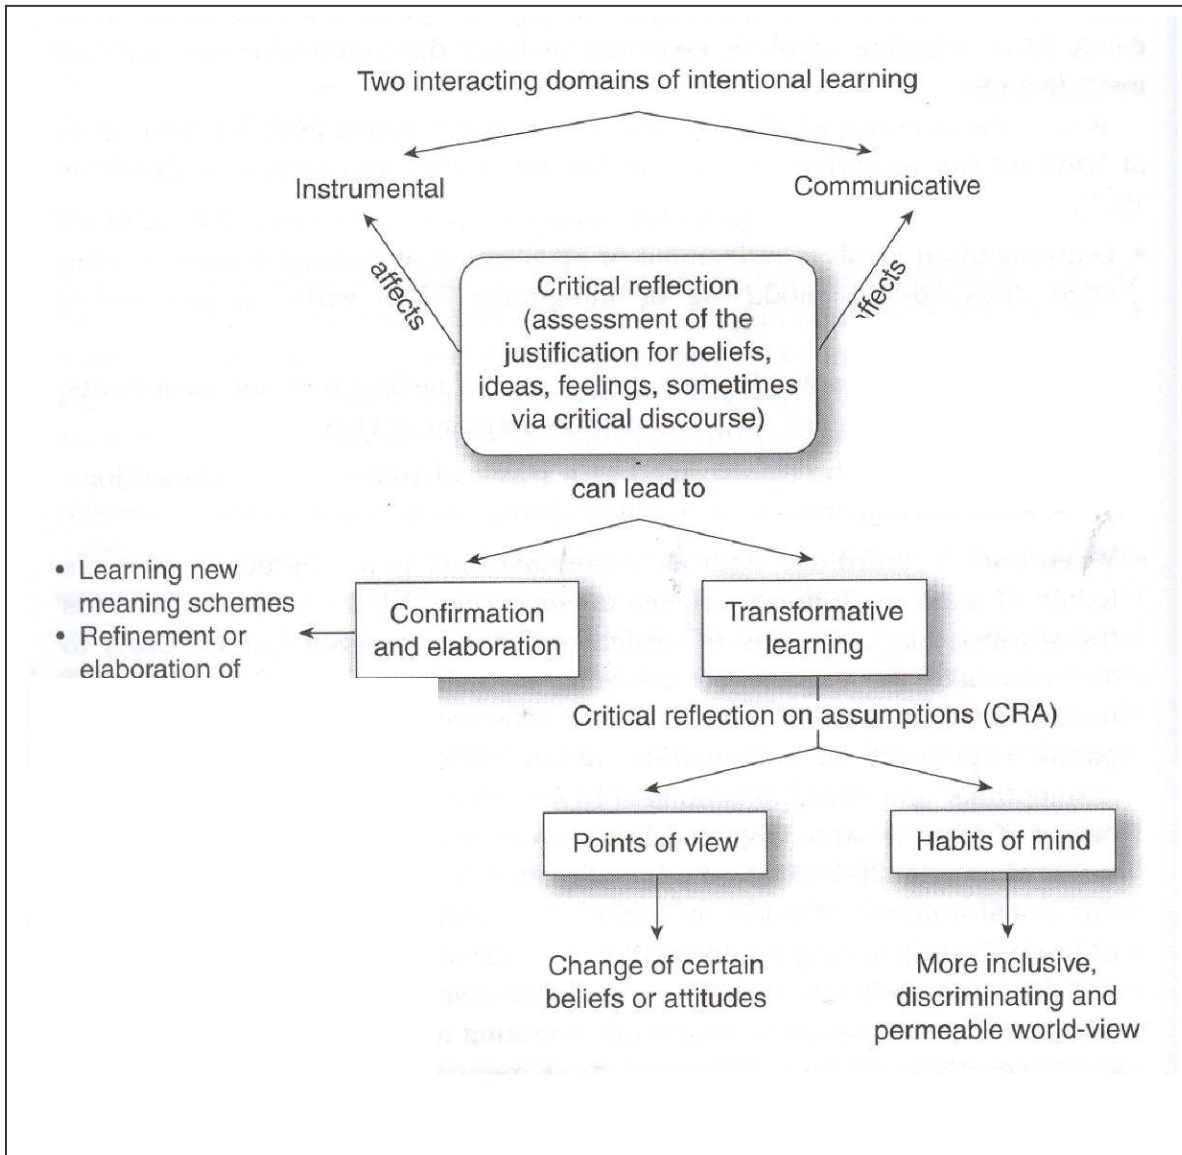 Two interacting domains of intentional learning
Instrumental
Communicative
affects
affects
Critical reflection
(assessment of the
justification for beliefs,
ideas, feelings, sometimes
via critical discourse)
can lead to
• Learning new
meaning schemes
• Refinement or
elaboration of
Confirmation
and elaboration
Transformative
learning
Critical reflection on assumptions (CRA)
Points of view
Habits of mind
Change of certain
beliefs or attitudes
More inclusive,
discriminating and
permeable world-view